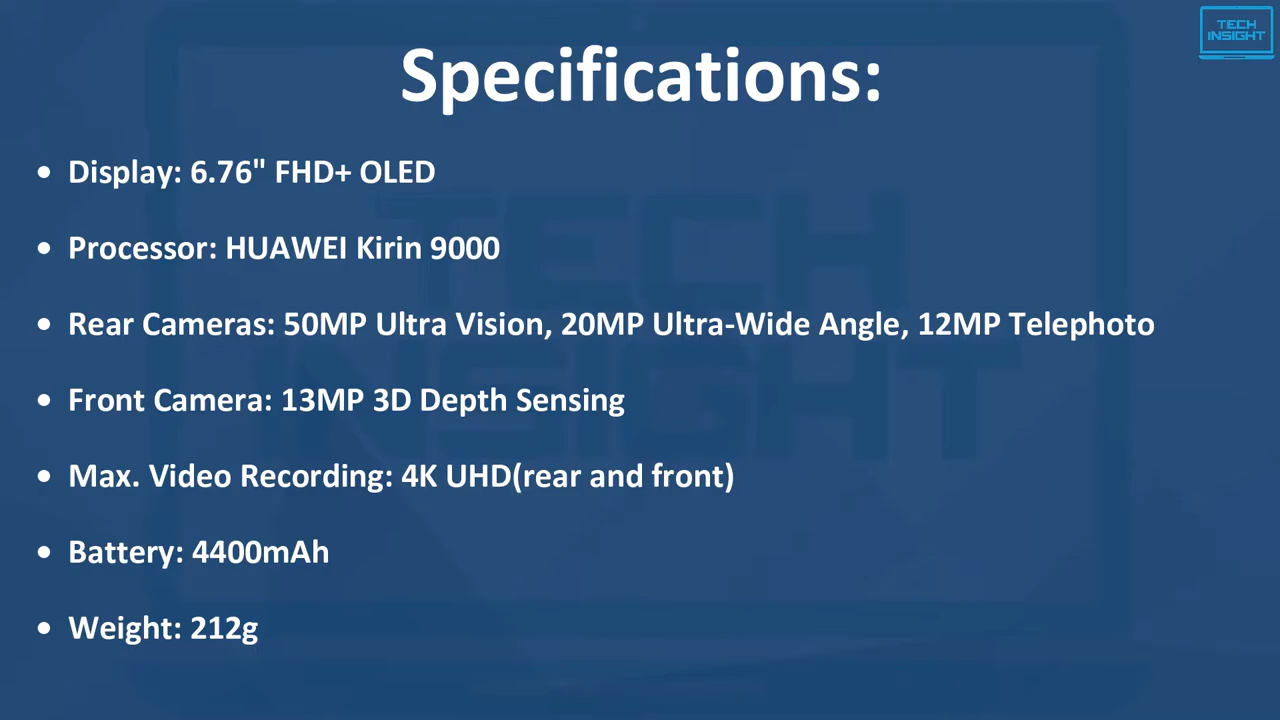 TECH
INSIGHT
Specifications:
• Display: 6.76" FHD+ OLED
• Processor: HUAWEI Kirin 9000
• Rear Cameras: 50MP Ultra Vision, 20MP Ultra-Wide Angle, 12MP Telephoto
• Front Camera: 13MP 3D Depth Sensing
• Max. Video Recording: 4K UHD(rear and front)
• Battery: 4400mAh
• Weight: 212g
TECH
INSIGHT